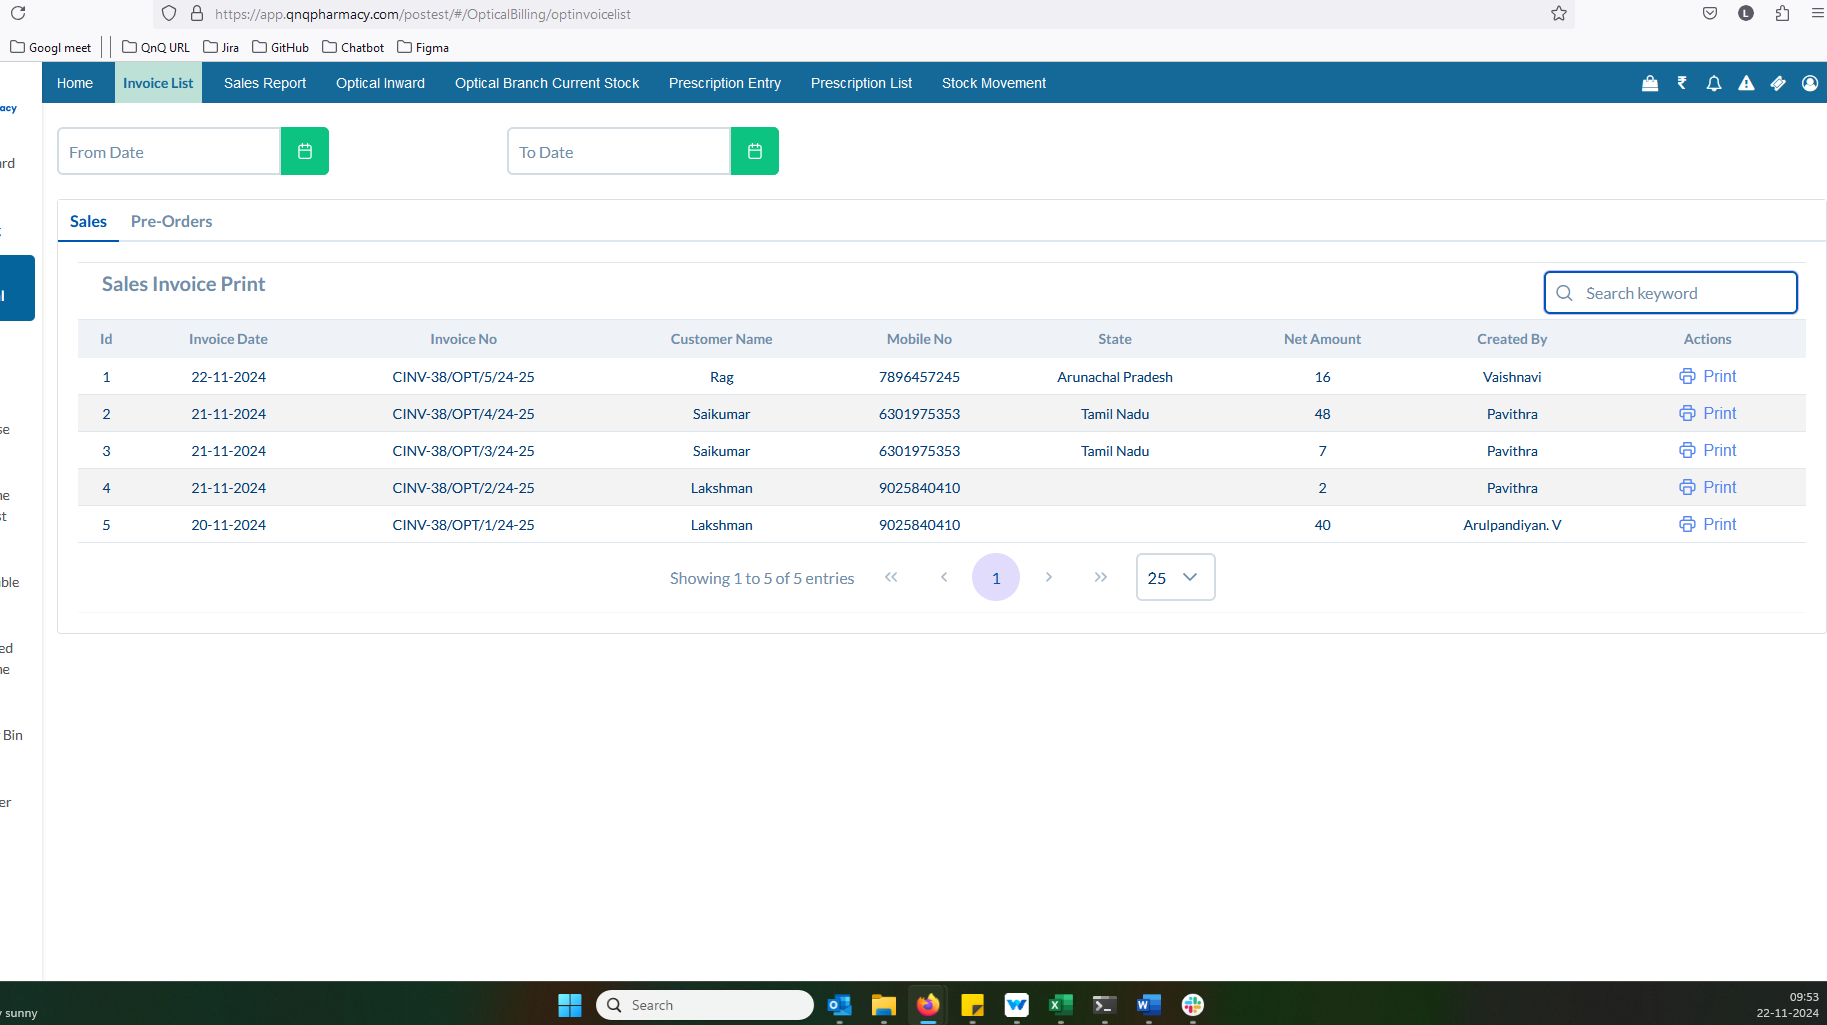 https://app.qnqpharmacy.com/postest/#/OpticalBilling/optinvoicelist
L
Googl meet QnQ URL Jira GitHub Chatbot Figma
Home Invoice List Sales Report Optical Inward Optical Branch Current Stock Prescription Entry Prescription List Stock Movement
From Date To Date
Sales Pre-Orders
Sales Invoice Print
Search keyword
Id Invoice Date Invoice No Customer Name Mobile No State Net Amount Created By Actions
1 22-11-2024 CINV-38/OPT/5/24-25 Rag 7896457245 Arunachal Pradesh 16 Vaishnavi Print
2 21-11-2024 CINV-38/OPT/4/24-25 Saikumar 6301975353 Tamil Nadu 48 Pavithra Print
3 21-11-2024 CINV-38/OPT/3/24-25 Saikumar 6301975353 Tamil Nadu 7 Pavithra Print
4 21-11-2024 CINV-38/OPT/2/24-25 Lakshman 9025840410 2 Pavithra Print
5 20-11-2024 CINV-38/OPT/1/24-25 Lakshman 9025840410 40 Arulpandiyan. V Print
Showing 1 to 5 of 5 entries << < 1 > >> 25
Bin
Search
09:53
22-11-2024
sunny